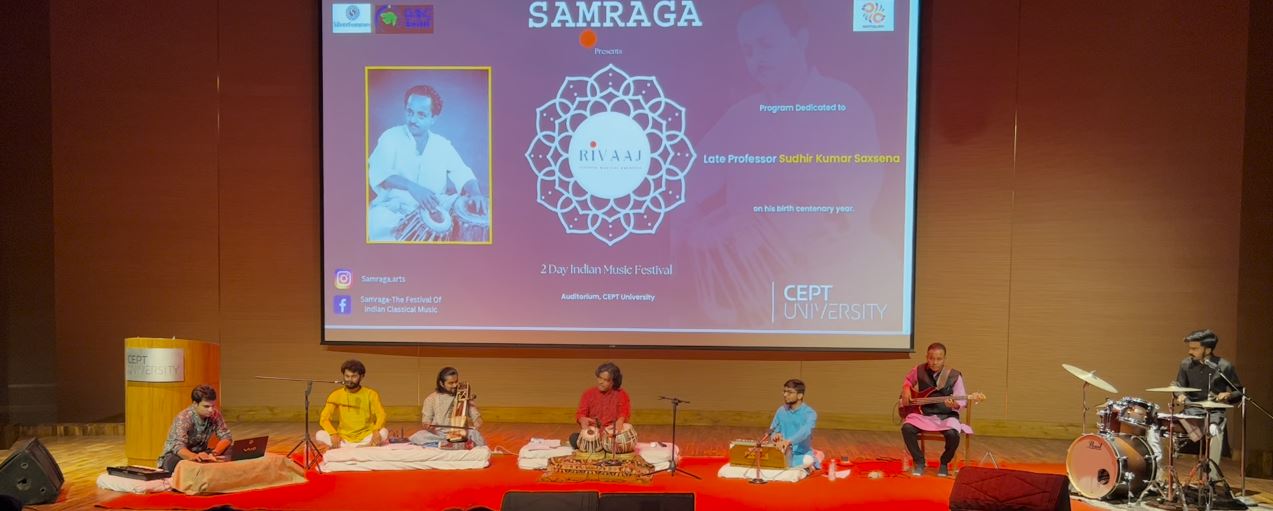 SAMRAGA
Presents
RIVAAJ
Program Dedicated to
Late Professor Sudhir Kumar Saxsena
on his birth centenary year.
2 Day Indian Music Festival
Auditorium, CEPT University
Samraga.arts
Samraga-The Festival Of
Indian Classical Music
CEPT
UNIVERSITY
CEPT
UNIVERSITY